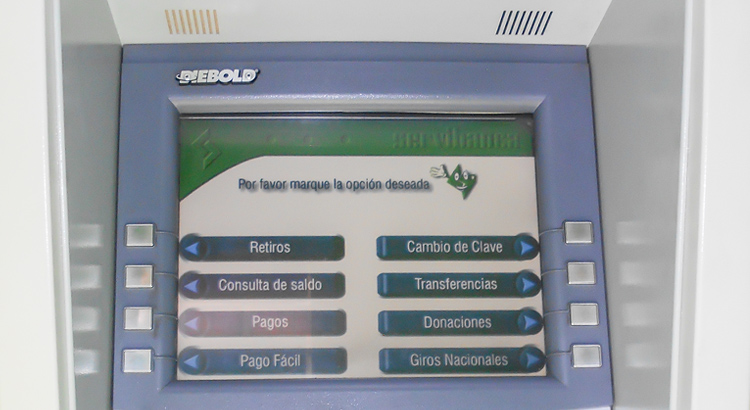 DIEBOLD
servibanca
Por favor marque la opción deseada
Retiros
Cambio de Clave
Consulta de saldo
Transferencias
Pagos
Donaciones
Pago Fácil
Giros Nacionales